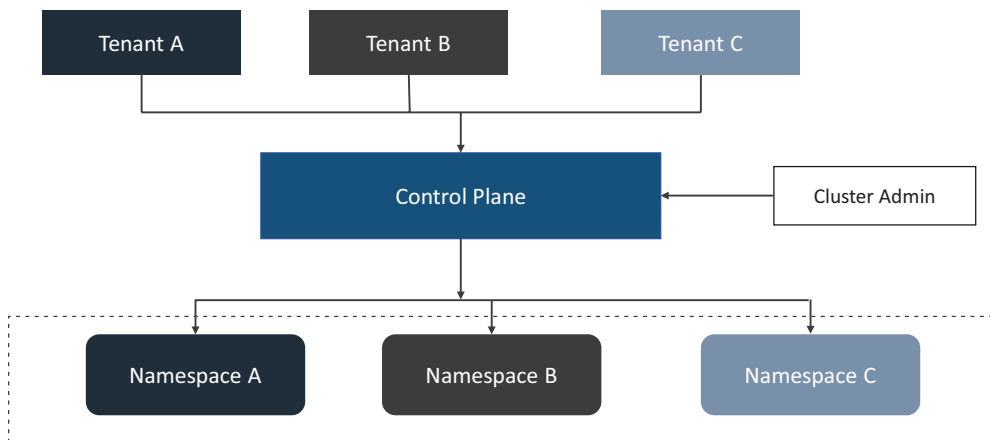 Tenant A
Tenant B
Tenant C
Control Plane
Cluster Admin
Namespace A
Namespace B
Namespace C